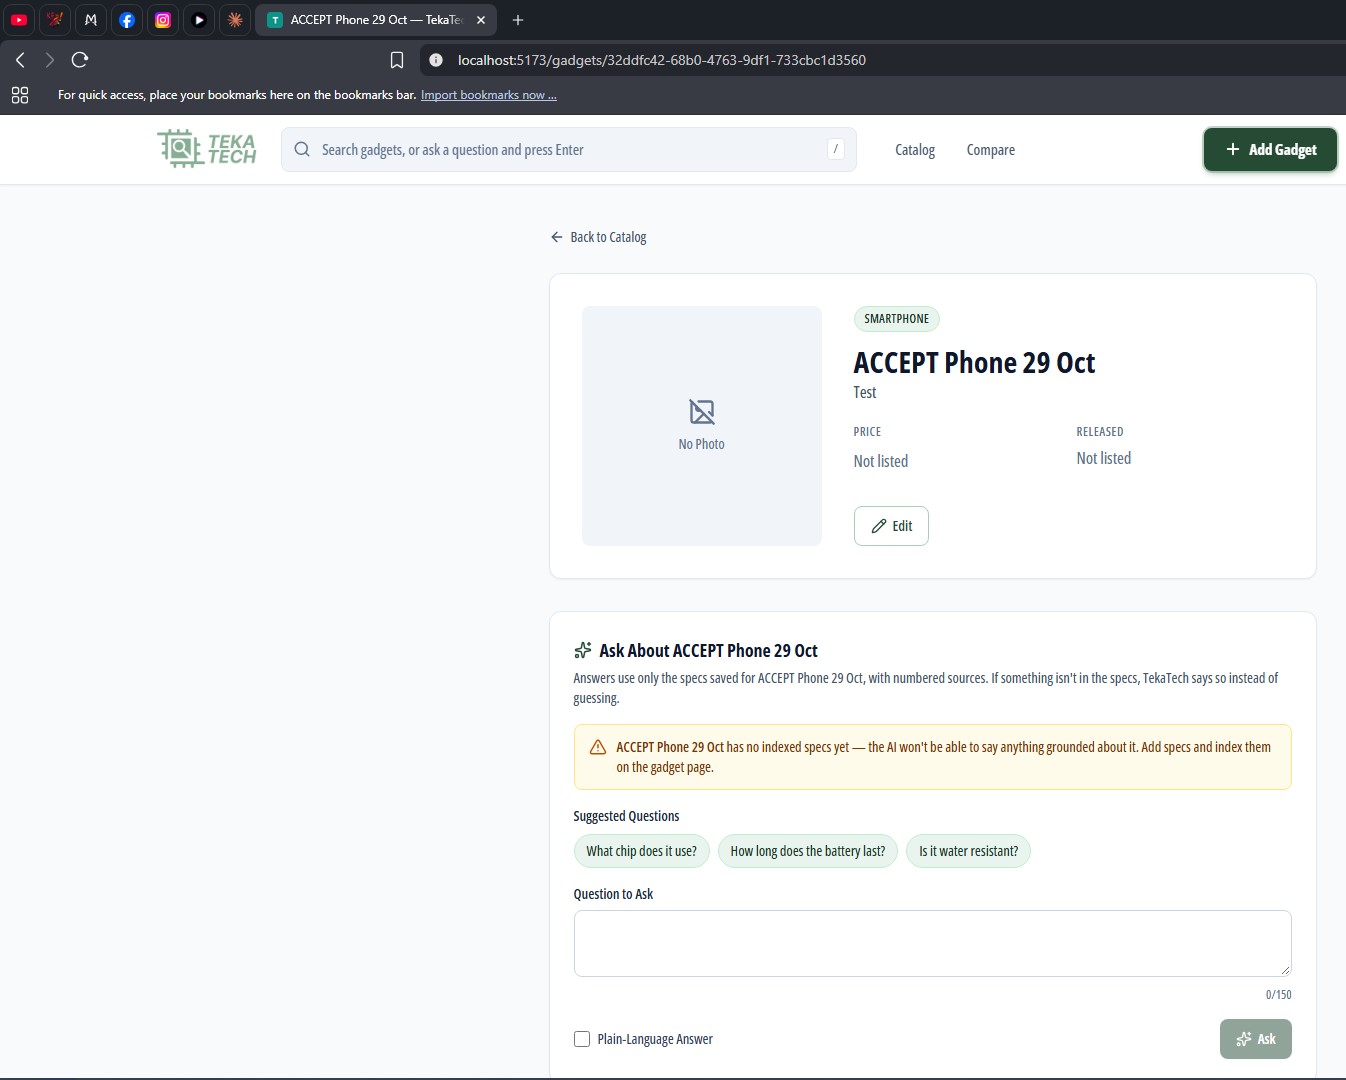 ACCEPT Phone 29 Oct — TekaTe
localhost:5173/gadgets/32ddfc42-68b0-4763-9df1-733cbc1d3560
For quick access, place your bookmarks here on the bookmarks bar. Import bookmarks now ...
TEKA
TECH
Search gadgets, or ask a question and press Enter
/
Catalog
Compare
Add Gadget
Back to Catalog
No Photo
SMARTPHONE
ACCEPT Phone 29 Oct
Test
PRICE
RELEASED
Not listed
Not listed
Edit
Ask About ACCEPT Phone 29 Oct
Answers use only the specs saved for ACCEPT Phone 29 Oct, with numbered sources. If something isn't in the specs, TekaTech says so instead of
guessing.
ACCEPT Phone 29 Oct has no indexed specs yet — the AI won't be able to say anything grounded about it. Add specs and index them
on the gadget page.
Suggested Questions
What chip does it use?
How long does the battery last?
Is it water resistant?
Question to Ask
0/150
Plain-Language Answer
Ask